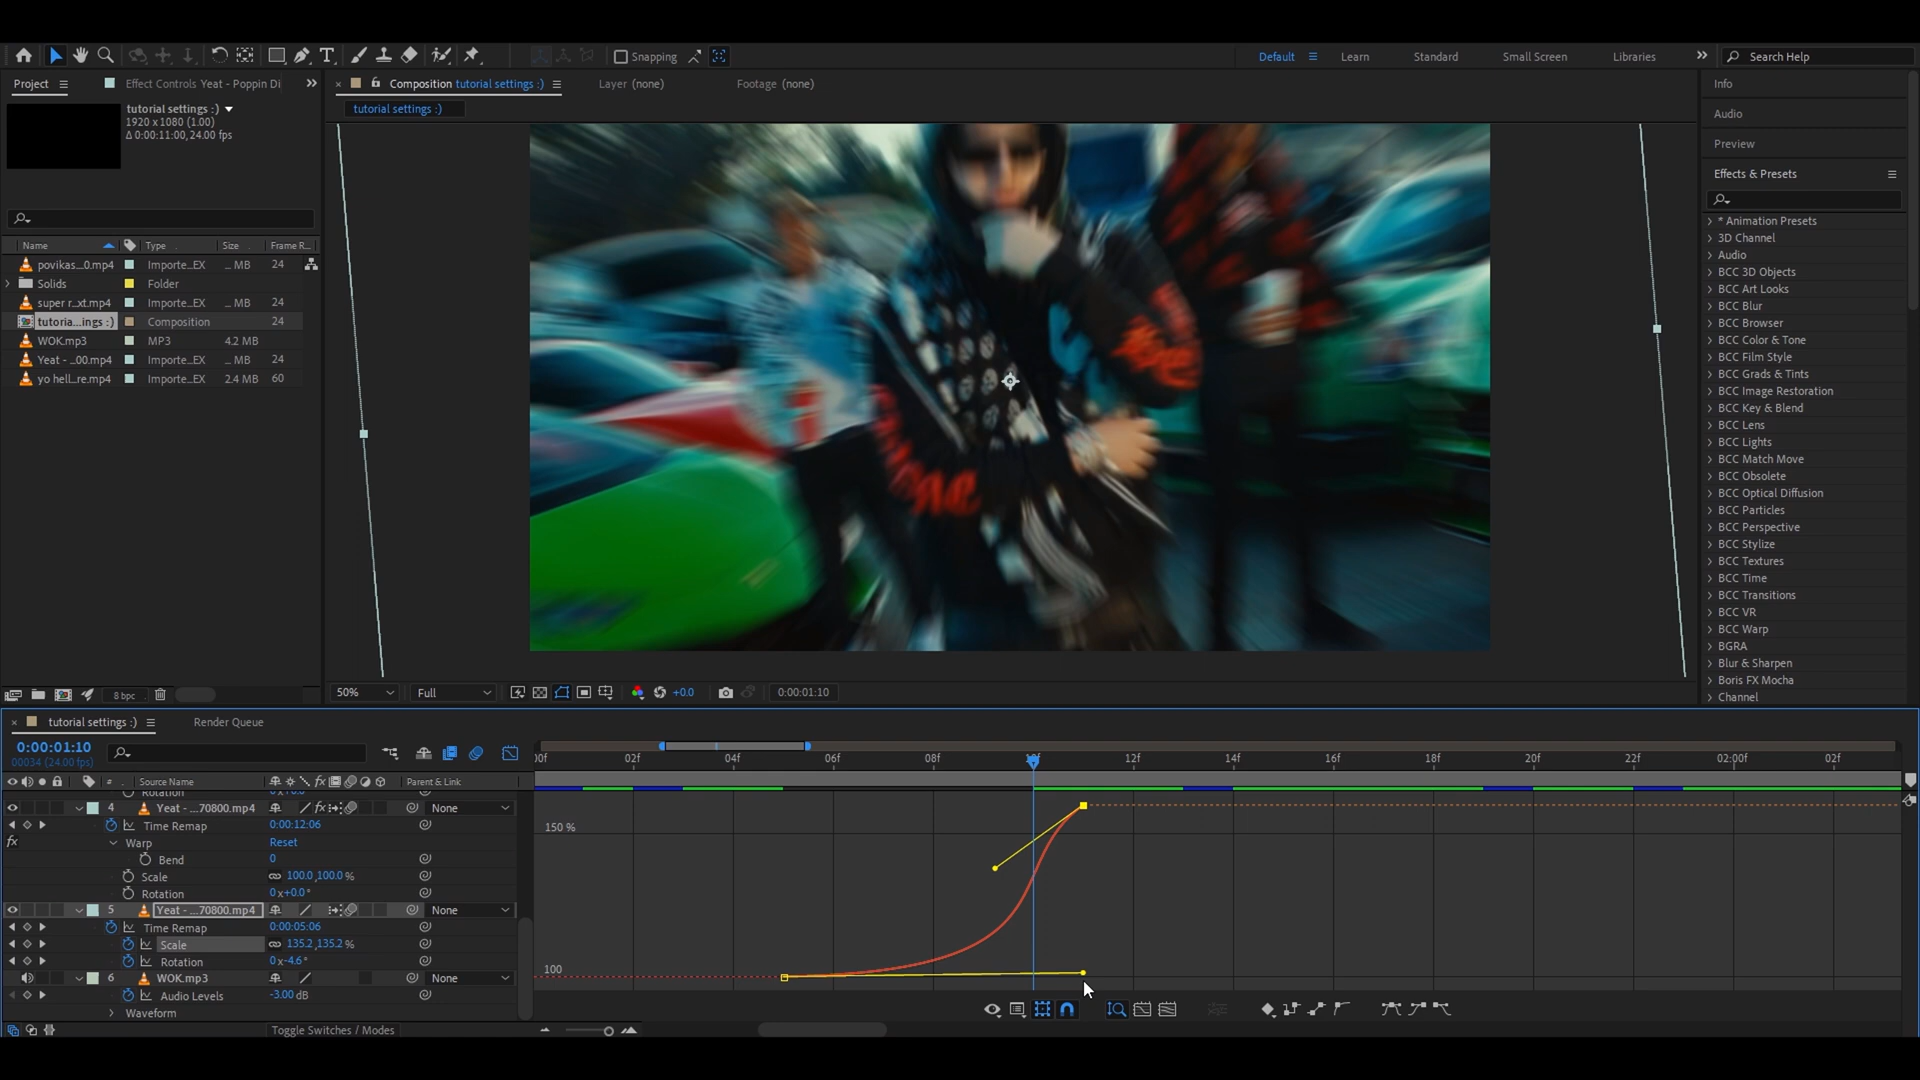 Snapping
Default
Learn
Standard
Small Screen
Libraries
Search Help
Project
Effect Controls Yeat - Poppin Di
Composition tutorial settings :)
Layer (none)
Footage (none)
Info
tutorial settings :)
1920 x 1080 (1.00)
Δ 0:00:11:00, 24.00 fps
tutorial settings :)
Audio
Preview
Effects & Presets
Name
Type
Size
Frame R...
povikas...0.mp4
Importe...EX
... MB
24
Solids
Folder
super r...xt.mp4
Importe...EX
... MB
24
tutoria...ings :)
Composition
24
WOK.mp3
MP3
4.2 MB
Yeat - ...00.mp4
Importe...EX
... MB
24
yo hell...re.mp4
Importe...EX
2.4 MB
60
* Animation Presets
3D Channel
Audio
BCC 3D Objects
BCC Art Looks
BCC Blur
BCC Browser
BCC Color & Tone
BCC Film Style
BCC Grads & Tints
BCC Image Restoration
BCC Key & Blend
BCC Lens
BCC Lights
BCC Match Move
BCC Obsolete
BCC Optical Diffusion
BCC Particles
BCC Perspective
BCC Stylize
BCC Textures
BCC Time
BCC Transitions
BCC VR
BCC Warp
BGRA
Blur & Sharpen
Boris FX Mocha
Channel
8 bpc
50%
Full
+0.0
0:00:01:10
tutorial settings :)
Render Queue
0:00:01:10
00034 (24.00 fps)
00f
02f
04f
06f
08f
10f
12f
14f
16f
18f
20f
22f
02:00f
02f
#
Source Name
Parent & Link
Rotation
0x+0.0°
4
Yeat - ...70800.mp4
None
Time Remap
0:00:12:06
fx
Warp
Reset
Bend
0
Scale
100.0,100.0%
Rotation
0x+0.0°
5
Yeat - ...70800.mp4
None
Time Remap
0:00:05:06
Scale
135.2,135.2%
Rotation
0x-4.6°
6
WOK.mp3
None
Audio Levels
-3.00 dB
Waveform
Toggle Switches / Modes
150 %
100